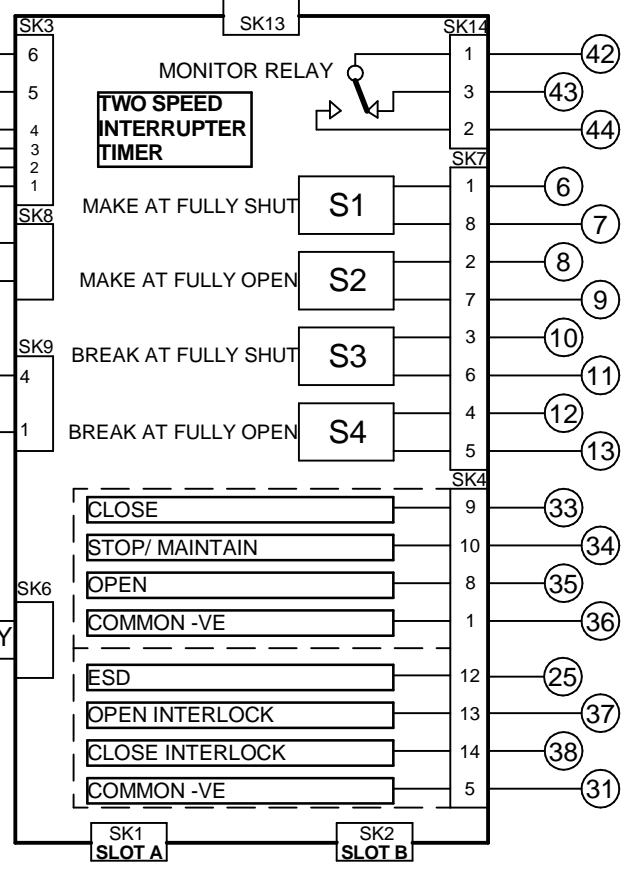 SK3
SK13
SK14
6
5
4
3
2
1
MONITOR RELAY
TWO SPEED
INTERRUPTER
TIMER
1
42
3
43
2
44
SK7
MAKE AT FULLY SHUT
S1
1
6
8
7
SK8
MAKE AT FULLY OPEN
S2
2
8
7
9
SK9
4
1
BREAK AT FULLY SHUT
S3
3
10
6
11
BREAK AT FULLY OPEN
S4
4
12
5
13
SK4
CLOSE
9
33
STOP/ MAINTAIN
10
34
OPEN
8
35
COMMON -VE
1
36
SK6
Y
ESD
12
25
OPEN INTERLOCK
13
37
CLOSE INTERLOCK
14
38
COMMON -VE
5
31
SK1
SLOT A
SK2
SLOT B